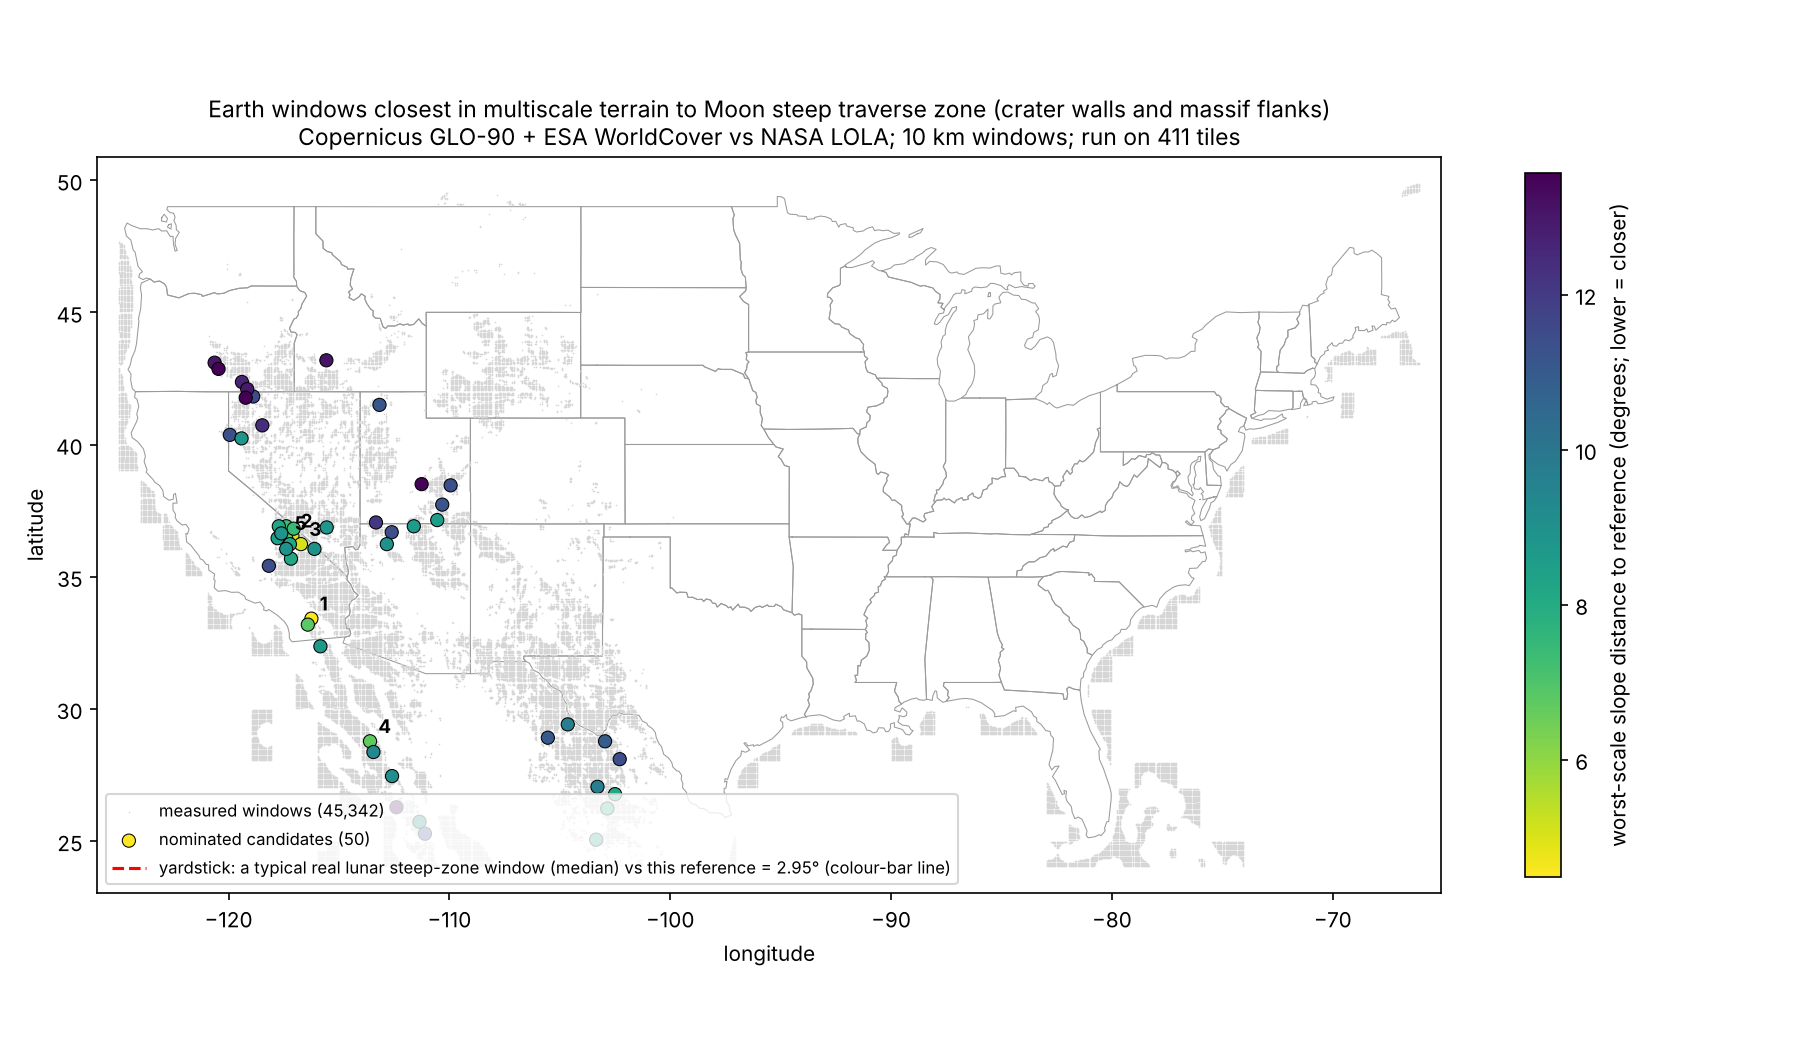 Earth windows closest in multiscale terrain to Moon steep traverse zone (crater walls and massif flanks)
Copernicus GLO-90 + ESA WorldCover vs NASA LOLA; 10 km windows; run on 411 tiles
50
45
40
35
30
25
latitude
5
2
3
1
4
measured windows (45,342)
nominated candidates (50)
yardstick: a typical real lunar steep-zone window (median) vs this reference = 2.95° (colour-bar line)
−120
−110
−100
−90
−80
−70
longitude
12
10
8
6
worst-scale slope distance to reference (degrees; lower = closer)